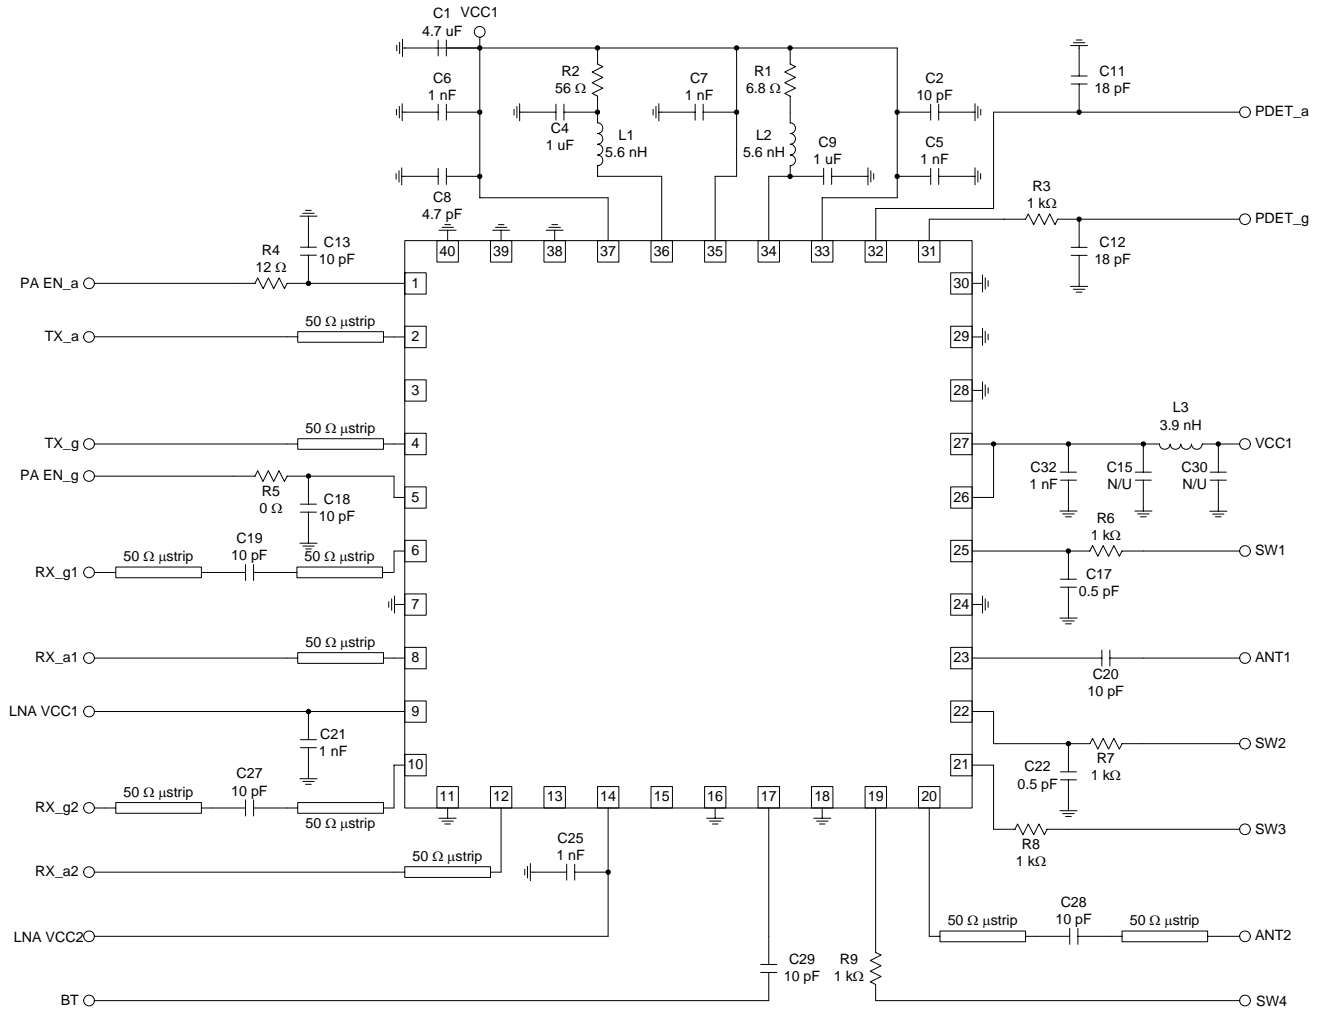 C1
4.7 uF
VCC1
C6
1 nF
R2
56 Ω
C7
1 nF
R1
6.8 Ω
C2
10 pF
C11
18 pF
PDET_a
C4
1 uF
L1
5.6 nH
L2
5.6 nH
C9
1 uF
C5
1 nF
C8
4.7 pF
R3
1 kΩ
PDET_g
C12
18 pF
R4
12 Ω
C13
10 pF
40
39
38
37
36
35
34
33
32
31
PA EN_a
1
30
TX_a
50 Ω µstrip
2
29
3
28
TX_g
50 Ω µstrip
4
27
L3
3.9 nH
VCC1
PA EN_g
R5
0 Ω
C18
10 pF
5
26
C32
1 nF
C15
N/U
C30
N/U
RX_g1
50 Ω µstrip
C19
10 pF
50 Ω µstrip
6
25
R6
1 kΩ
SW1
C17
0.5 pF
7
24
RX_a1
50 Ω µstrip
8
23
C20
10 pF
ANT1
LNA VCC1
9
22
C21
1 nF
C22
0.5 pF
R7
1 kΩ
SW2
10
21
RX_g2
50 Ω µstrip
C27
10 pF
50 Ω µstrip
11
12
13
14
15
16
17
18
19
20
R8
1 kΩ
SW3
RX_a2
50 Ω µstrip
C25
1 nF
LNA VCC2
50 Ω µstrip
C28
10 pF
50 Ω µstrip
ANT2
C29
10 pF
R9
1 kΩ
BT
SW4